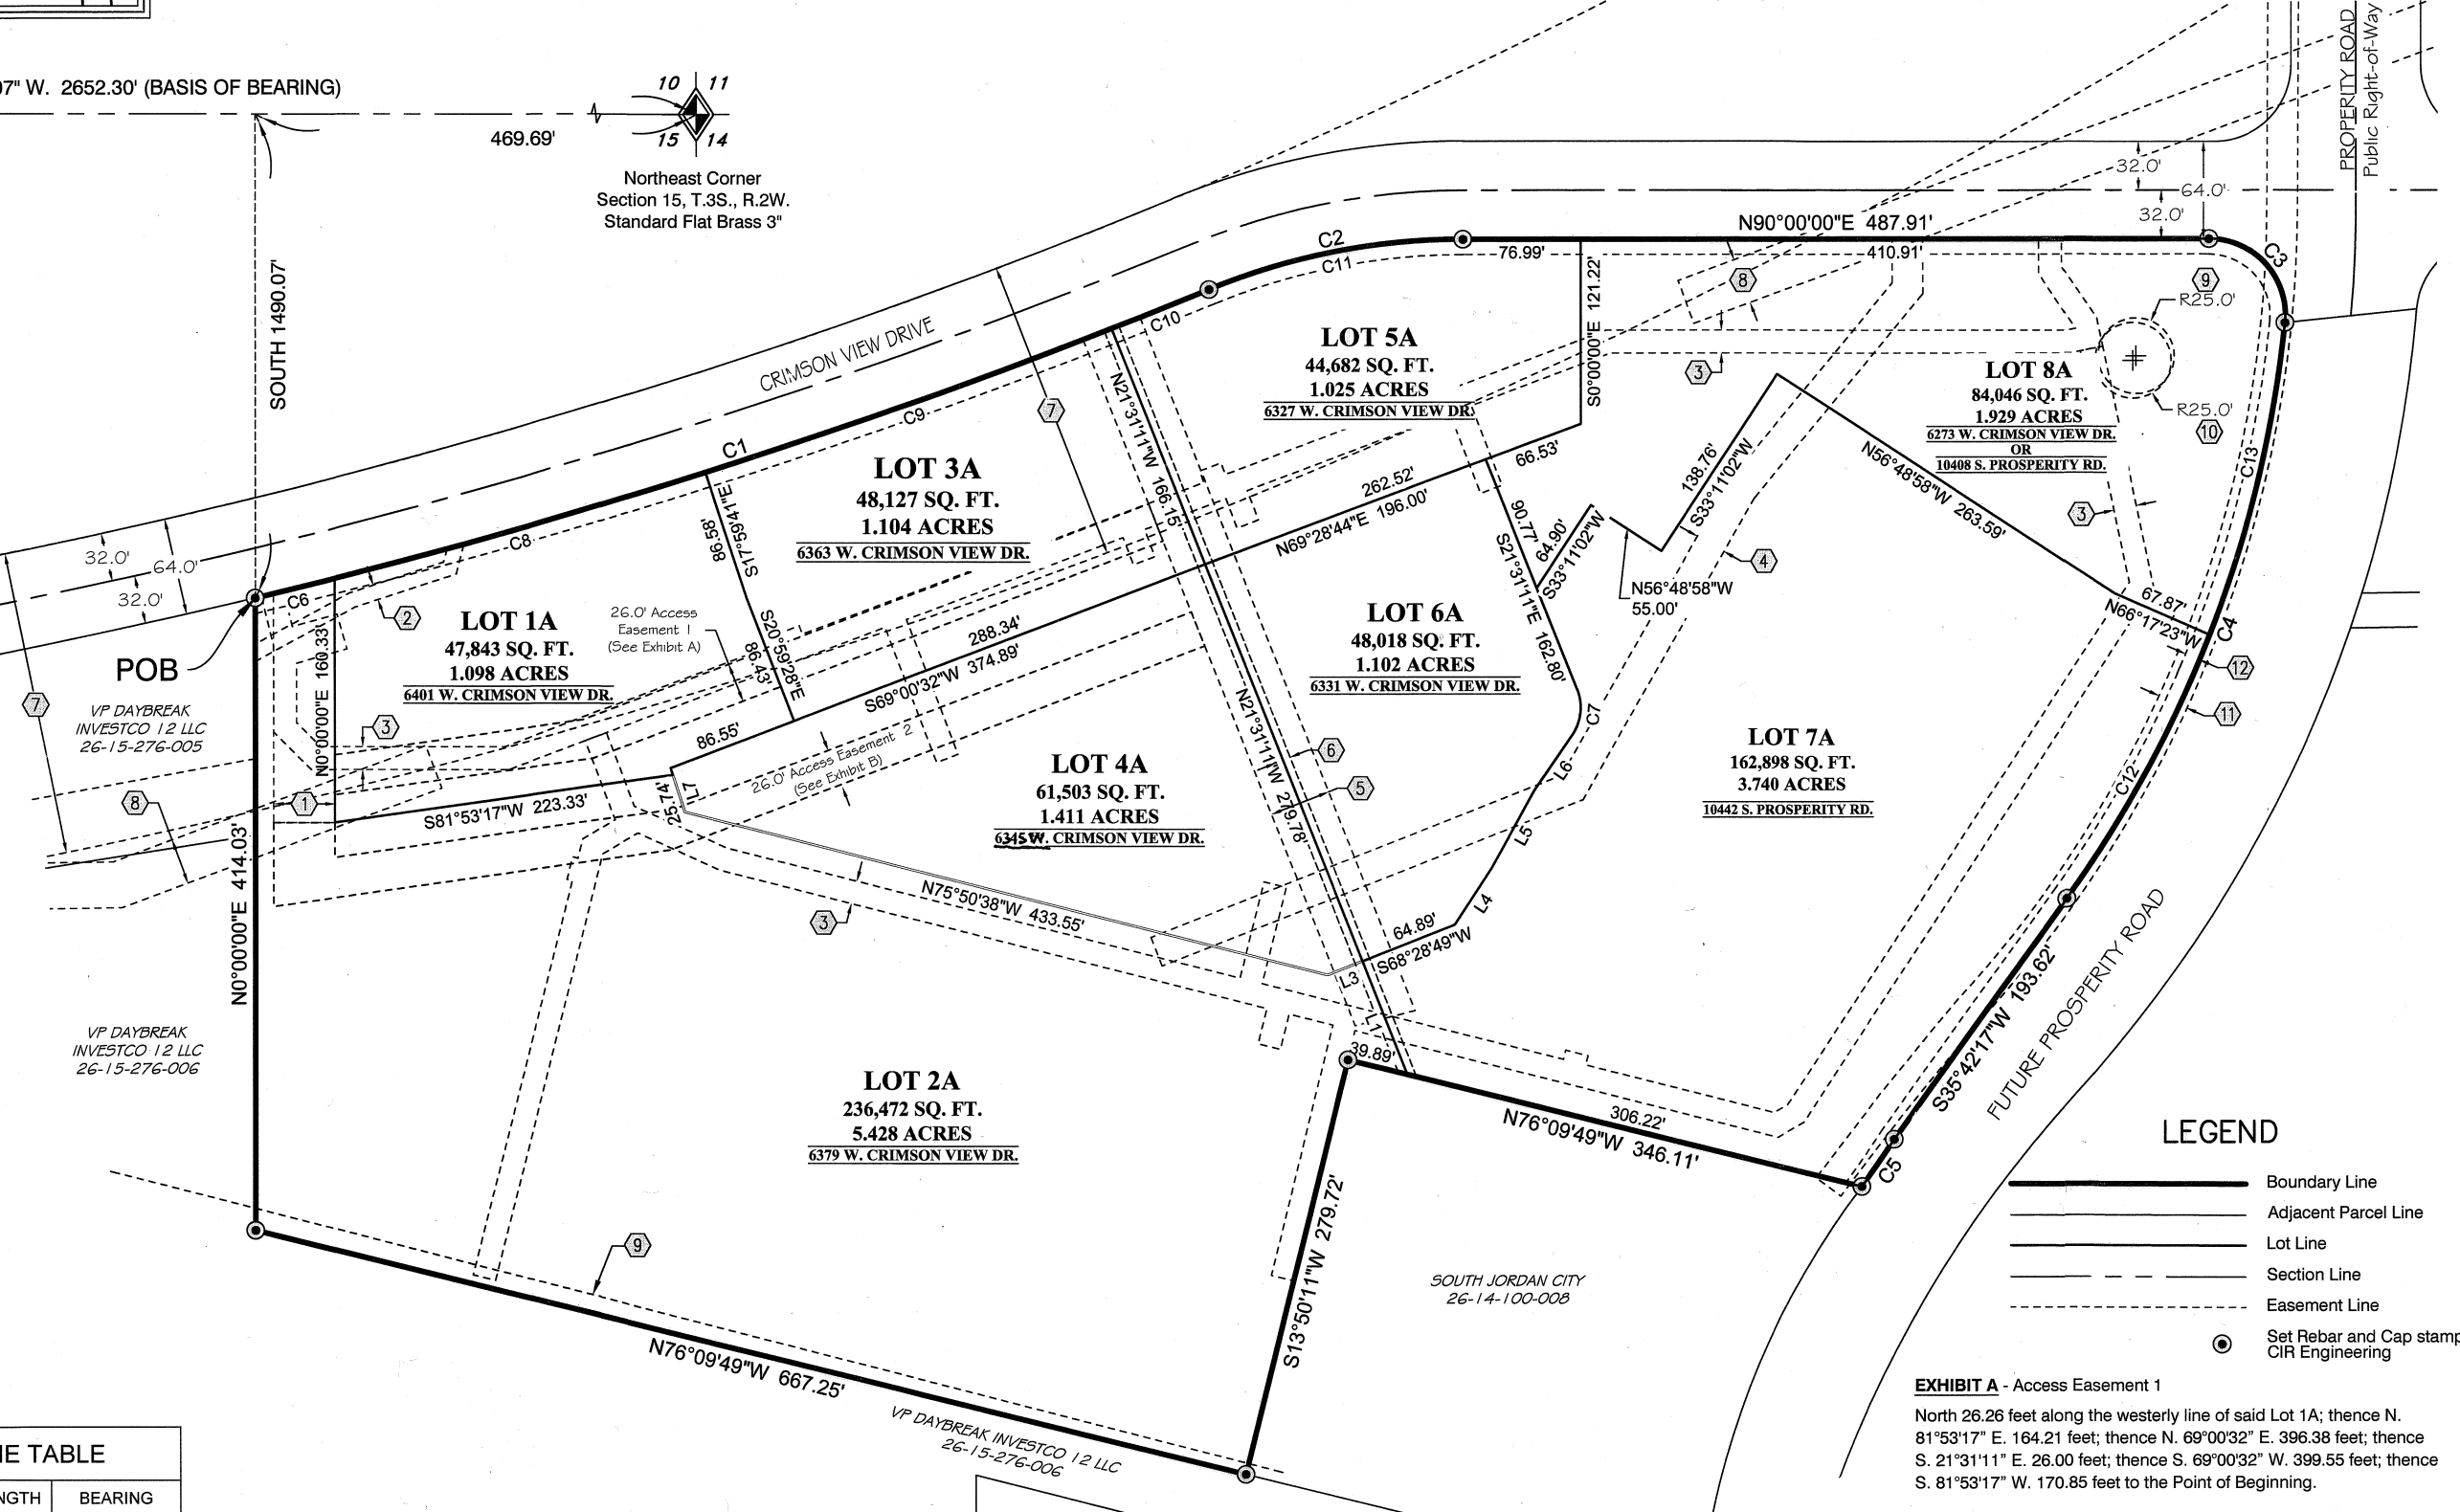 07" W. 2652.30' (BASIS OF BEARING)
469.69'
10 11
15 14
Northeast Corner
Section 15, T.3S., R.2W.
Standard Flat Brass 3"
SOUTH 1490.07'
PROPERITY ROAD
Public Right-of-Way
CRIMSON VIEW DRIVE
32.0'
64.0'
32.0'
N90°00'00"E 487.91'
76.99'
410.91'
C2
C11
C3
C10
C9
C1
C8
C6
32.0'
64.0'
32.0'
S0°00'00"E 121.22'
8
9
R25.0'
R25.0'
10
7
3
LOT 5A
44,682 SQ. FT.
1.025 ACRES
6327 W. CRIMSON VIEW DR.
LOT 8A
84,046 SQ. FT.
1.929 ACRES
6273 W. CRIMSON VIEW DR.
OR
10408 S. PROSPERITY RD.
LOT 3A
48,127 SQ. FT.
1.104 ACRES
6363 W. CRIMSON VIEW DR.
N21°31'11"W 166.15'
S17°59'41"E
86.58'
S20°59'28"E
86.43'
66.53'
262.52'
N69°28'44"E 196.00'
90.77'
S21°31'11"E 162.80'
64.90'
S33°11'02"W
138.76'
S33°11'02"W
N56°48'58"W
55.00'
N56°48'58"W 263.59'
C13
3
4
67.87'
N66°17'23"W
C4
12
11
POB
VP DAYBREAK
INVESTCO 12 LLC
26-15-276-005
7
8
1
2
3
N0°00'00"E 160.33'
LOT 1A
47,843 SQ. FT.
1.098 ACRES
6401 W. CRIMSON VIEW DR.
26.0' Access
Easement 1
(See Exhibit A)
288.34'
S69°00'32"W 374.89'
86.55'
26.0' Access Easement 2
(See Exhibit B)
L7
25.74'
S81°53'17"W 223.33'
LOT 6A
48,018 SQ. FT.
1.102 ACRES
6331 W. CRIMSON VIEW DR.
LOT 4A
61,503 SQ. FT.
1.411 ACRES
6345 W. CRIMSON VIEW DR.
N21°31'11"W 279.78'
6
5
C7
L6
L5
L4
LOT 7A
162,898 SQ. FT.
3.740 ACRES
10442 S. PROSPERITY RD.
C12
N0°00'00"E 414.03'
N75°50'38"W 433.55'
3
64.89'
S68°28'49"W
L3
L1
39.89'
VP DAYBREAK
INVESTCO 12 LLC
26-15-276-006
LOT 2A
236,472 SQ. FT.
5.428 ACRES
6379 W. CRIMSON VIEW DR.
306.22'
N76°09'49"W 346.11'
C5
S35°42'17"W 193.62'
FUTURE PROSPERITY ROAD
9
S13°50'11"W 279.72'
SOUTH JORDAN CITY
26-14-100-008
N76°09'49"W 667.25'
VP DAYBREAK INVESTCO 12 LLC
26-15-276-006
LEGEND
Boundary Line
Adjacent Parcel Line
Lot Line
Section Line
Easement Line
Set Rebar and Cap stamp
CIR Engineering
EXHIBIT A - Access Easement 1
North 26.26 feet along the westerly line of said Lot 1A; thence N.
81°53'17" E. 164.21 feet; thence N. 69°00'32" E. 396.38 feet; thence
S. 21°31'11" E. 26.00 feet; thence S. 69°00'32" W. 399.55 feet; thence
S. 81°53'17" W. 170.85 feet to the Point of Beginning.
NE TABLE
NGTH BEARING